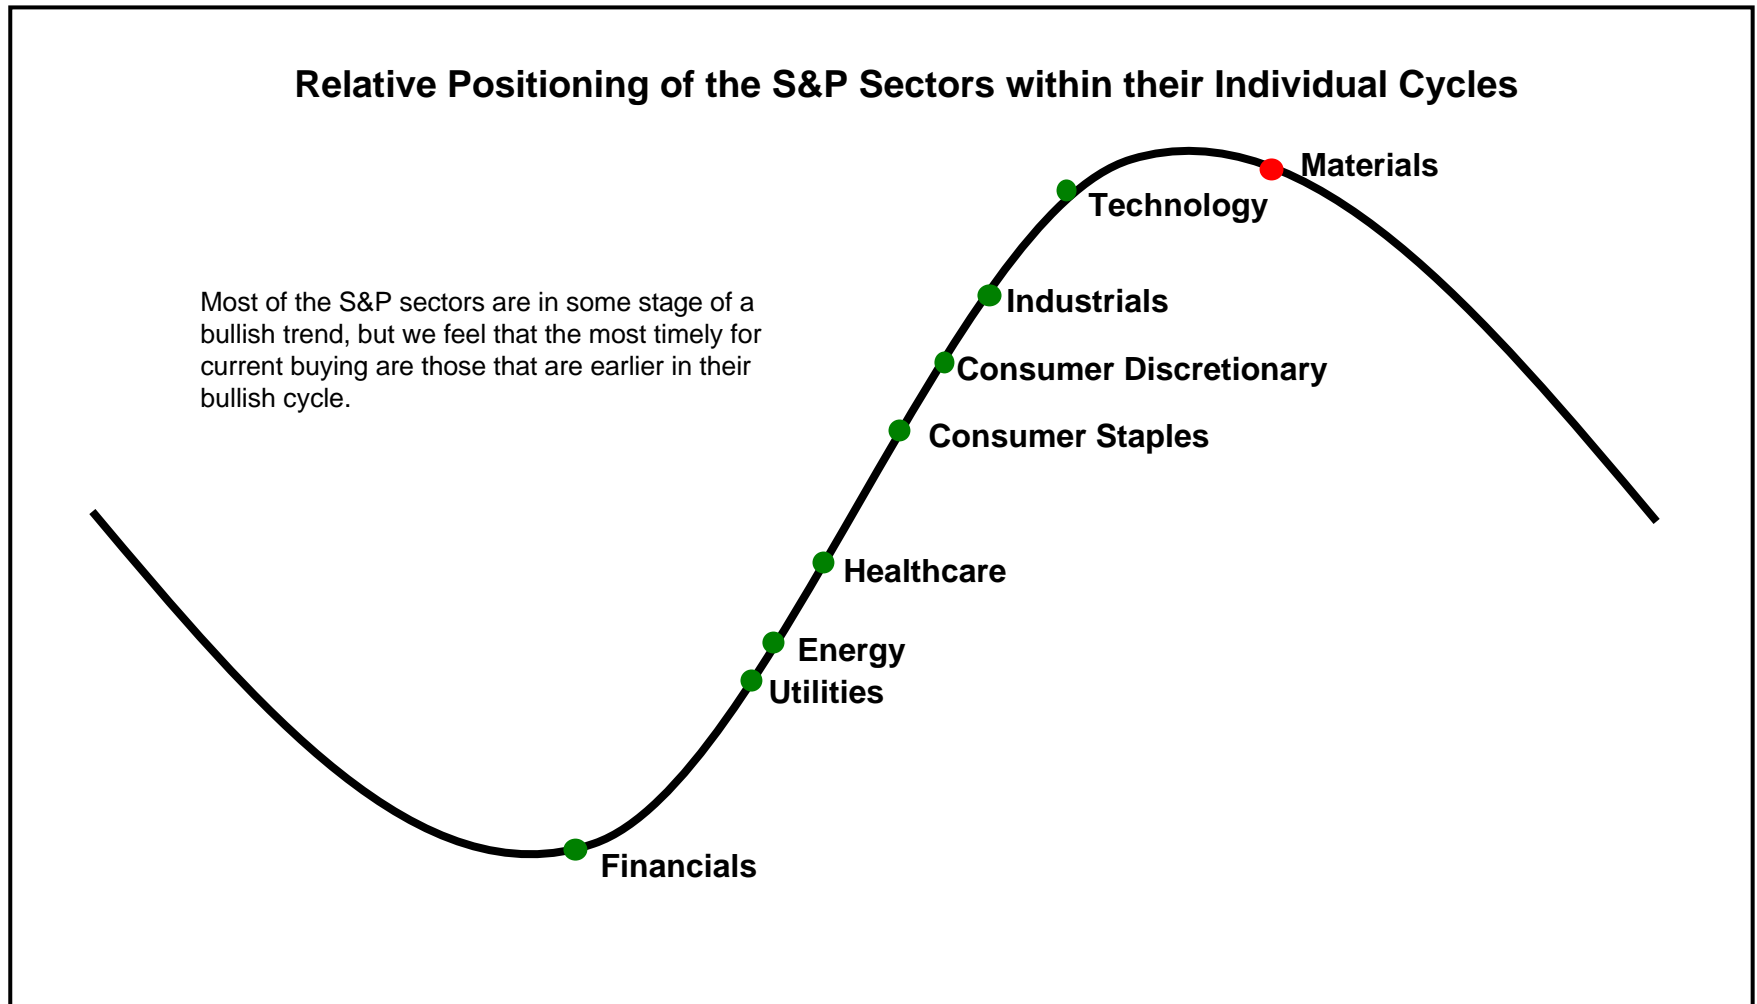 Relative Positioning of the S&P Sectors within their Individual Cycles
Materials
Technology
Most of the S&P sectors are in some stage of a
bullish trend, but we feel that the most timely for
current buying are those that are earlier in their
bullish cycle.
Industrials
Consumer Discretionary
Consumer Staples
Healthcare
Energy
Utilities
Financials